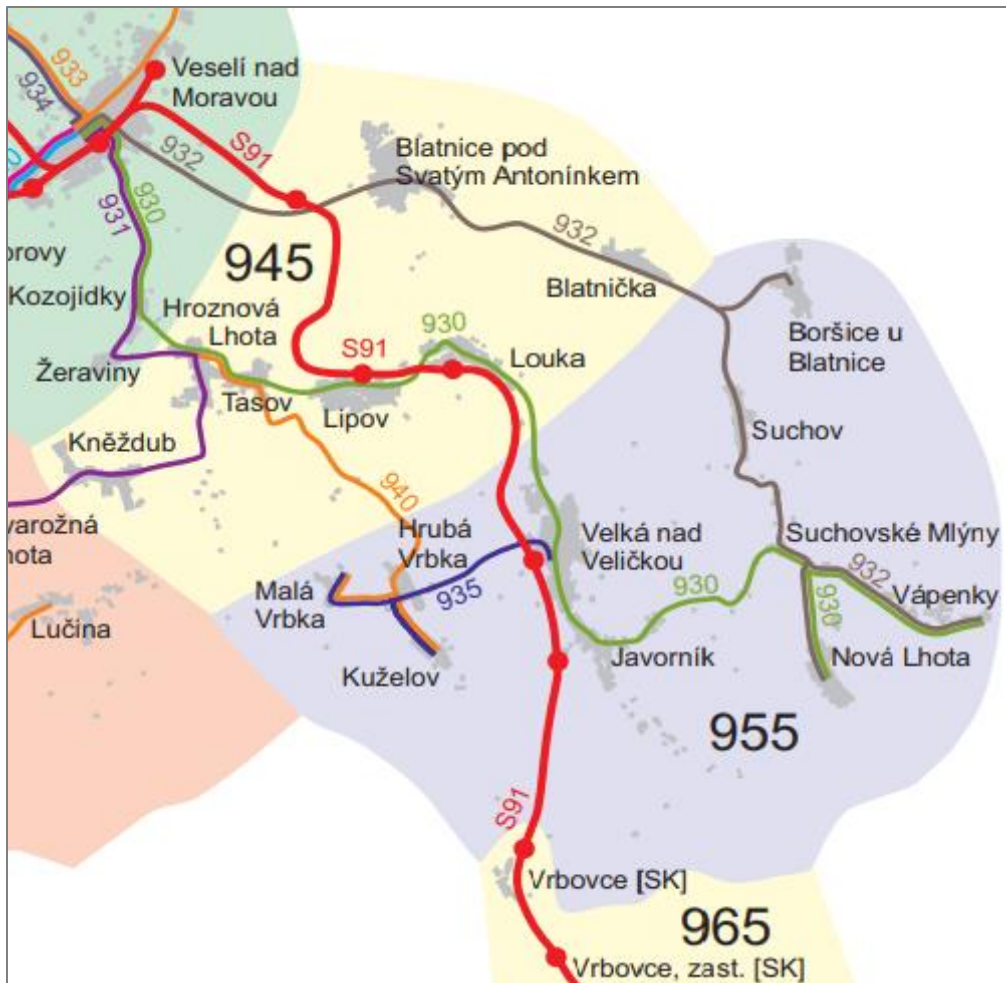 933
Veselí nad
Moravou
934
S91
932
Blatnice pod
Svatým Antonínkem
930
931
932
945
Blatnička
Kozojídky
Hroznová
Lhota
930
S91
Boršice u
Blatnice
Louka
Žeraviny
Tasov
Lipov
Suchov
Kněždub
940
Hrubá
Vrbka
Velká nad
Veličkou
Suchovské Mlýny
932
Vápenky
930
930
935
Malá
Vrbka
Lučina
Javorník
Nová Lhota
Kuželov
955
S91
Vrbovce [SK]
965
Vrbovce, zast. [SK]